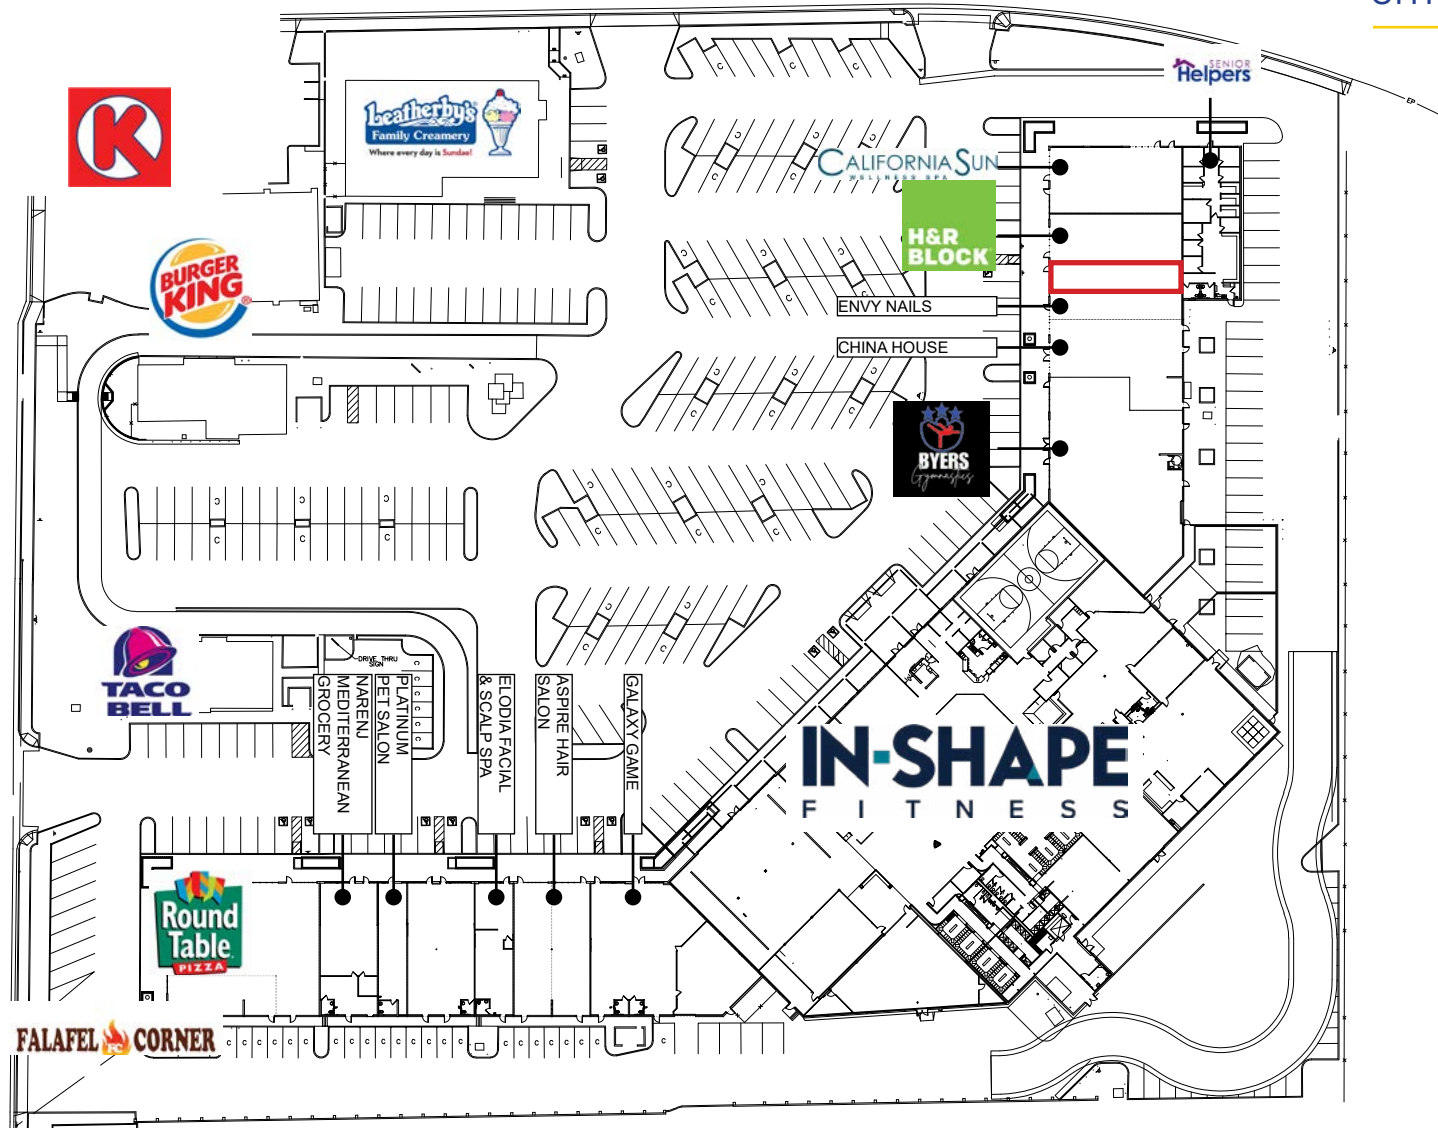 SENIOR
Helpers
K
Leatherby's
Family Creamery
Where every day is Sundae!
CALIFORNIA SUN
WELLNESS SPA
H&R
BLOCK
BURGER
KING
ENVY NAILS
CHINA HOUSE
BYERS
Gymnastics
TACO
BELL
DRIVE THRU
SIGN
NARENJ
MEDITERRANEAN
GROCERY
PLATINUM
PET SALON
ELODIA FACIAL
& SCALP SPA
ASPIRE HAIR
SALON
GALAXY GAME
IN-SHAPE
FITNESS
Round
Table
PIZZA
FALAFEL FC CORNER